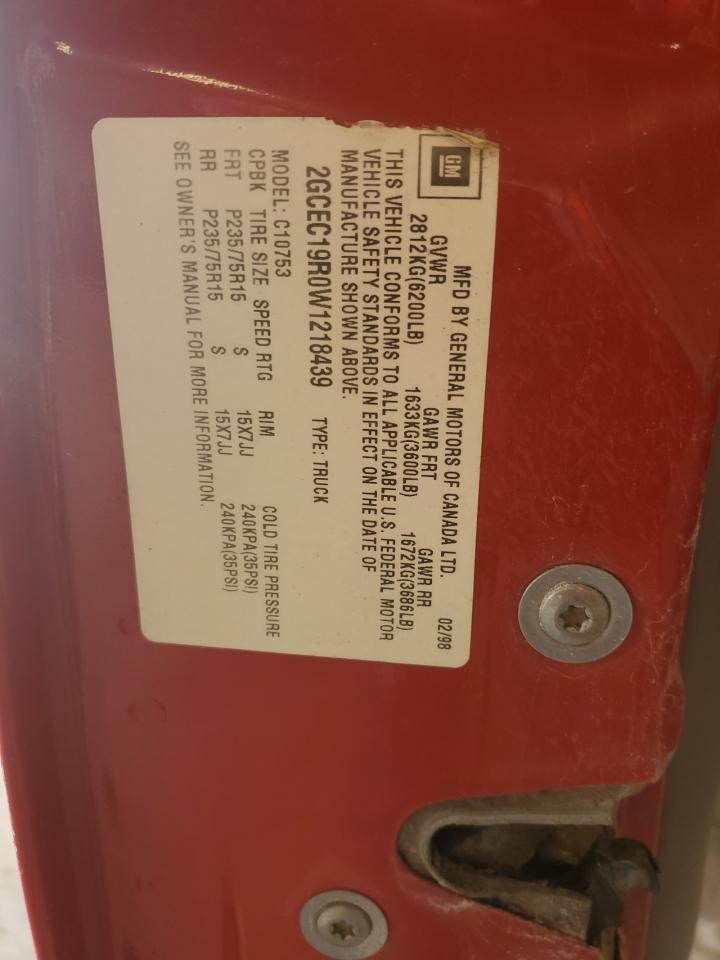 GM
MFD BY GENERAL MOTORS OF CANADA LTD.
02/98
GVWR GAWR FRT GAWR RR
2812KG(6200LB) 1633KG(3600LB) 1672KG(3686LB)
THIS VEHICLE CONFORMS TO ALL APPLICABLE U.S. FEDERAL MOTOR
VEHICLE SAFETY STANDARDS IN EFFECT ON THE DATE OF
MANUFACTURE SHOWN ABOVE.
2GCEC19R0W1218439 TYPE: TRUCK
MODEL: C10753
CPBK TIRE SIZE SPEED RTG RIM COLD TIRE PRESSURE
FRT P235/75R15 S 15X7JJ 240KPA(35PSI)
RR P235/75R15 S 15X7JJ 240KPA(35PSI)
SEE OWNER'S MANUAL FOR MORE INFORMATION.